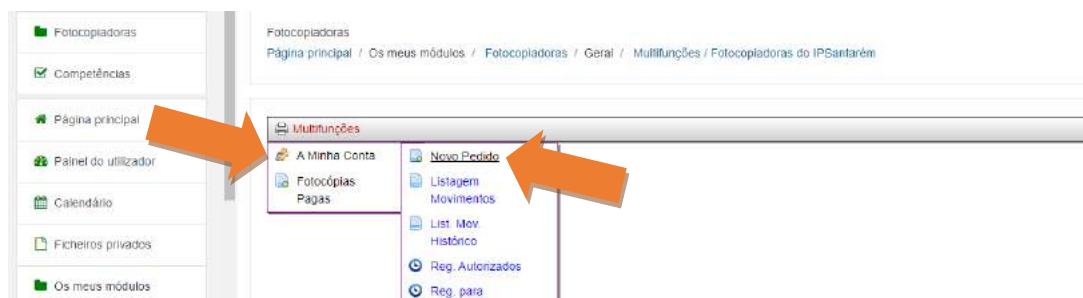 Fotocopiadoras
Competências
Página principal
Painel do utilizador
Calendário
Ficheiros privados
Os meus módulos
Fotocopiadoras
Página principal / Os meus módulos / Fotocopiadoras / Geral / Multifunções / Fotocopiadoras do IPSantarém
Multifunções
A Minha Conta
Fotocópias
Pagas
Novo Pedido
Listagem
Movimentos
List. Mov.
Histórico
Reg. Autorizados
Reg. para